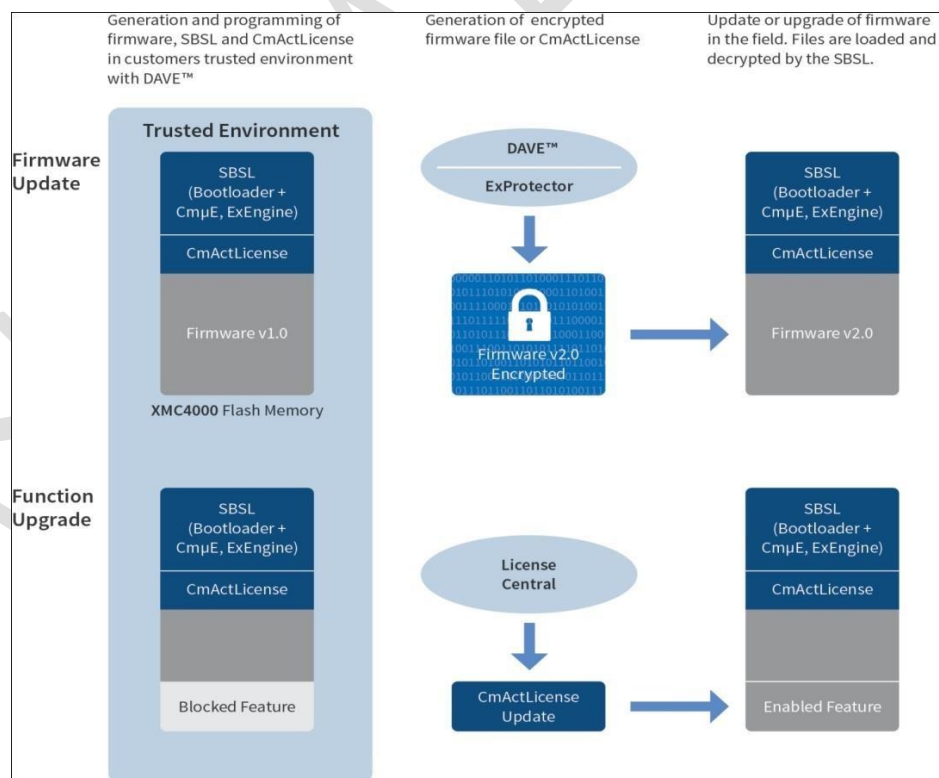 Generation and programming of
firmware, SBSL and CmActLicense
in customers trusted environment
with DAVE™
Generation of encrypted
firmware file or CmActLicense
Update or upgrade of firmware
in the field. Files are loaded and
decrypted by the SBSL.
Firmware
Update
Trusted Environment
SBSL
(Bootloader +
CmµE, ExEngine)
CmActLicense
Firmware v1.0
XMC4000 Flash Memory
DAVE™
ExProtector
Firmware v2.0
Encrypted
SBSL
(Bootloader +
CmµE, ExEngine)
CmActLicense
Firmware v2.0
Function
Upgrade
SBSL
(Bootloader +
CmµE, ExEngine)
CmActLicense
Blocked Feature
License
Central
CmActLicense
Update
SBSL
(Bootloader +
CmµE, ExEngine)
CmActLicense
Enabled Feature